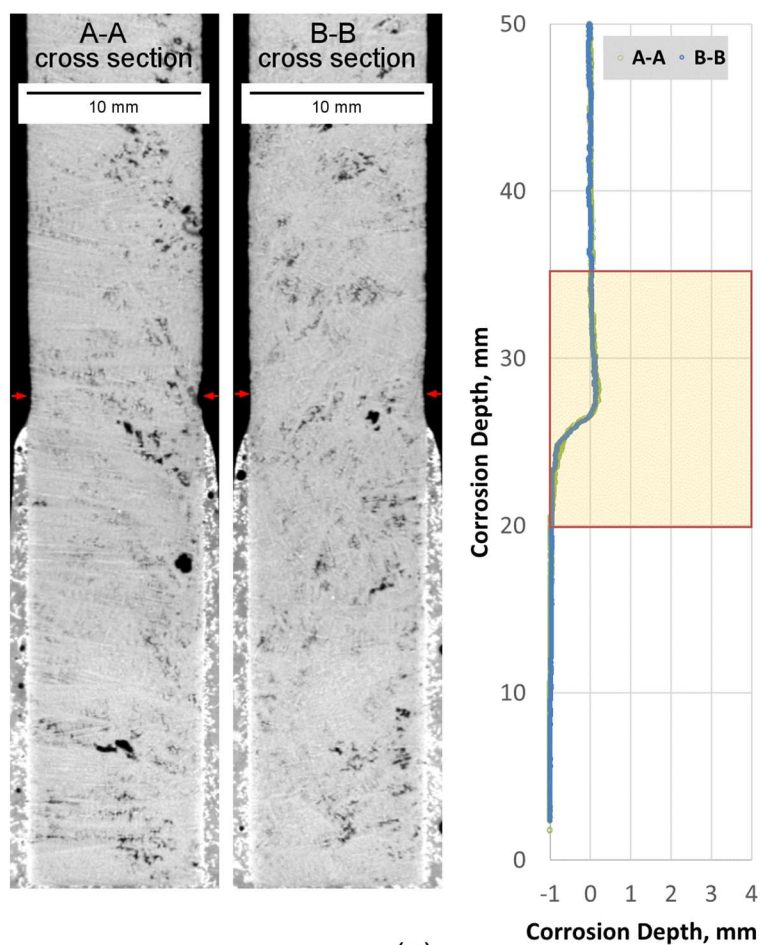 A-A
cross section
10 mm
B-B
cross section
10 mm
A-A B-B
50
40
30
20
10
0
-1 0 1 2 3 4
Corrosion Depth, mm
Corrosion Depth, mm